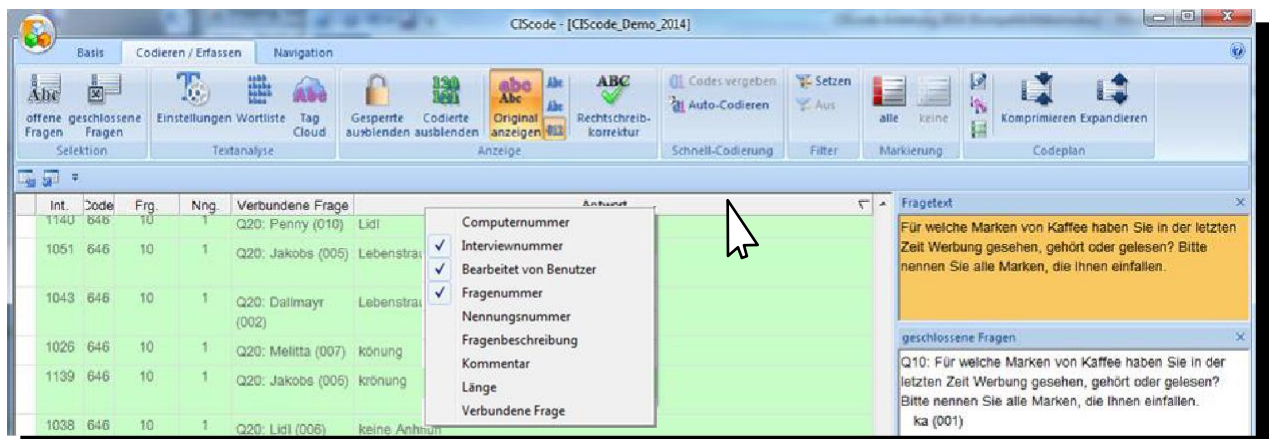 CIScode - [CIScode_Demo_2014]
Basis Codieren / Erfassen Navigation
offene Fragen
geschlossene Fragen
Einstellungen
Wortliste
Tag Cloud
Gesperrte ausblenden
Codierte ausblenden
Original anzeigen
Rechtschreib-korrektur
Codes vergeben
Auto-Codieren
Setzen
Aus
alle
keine
Komprimieren
Expandieren
Selektion Textanalyse Anzeige Schnell-Codierung Filter Markierung Codeplan
Int. Code Frg. Nng. Verbundene Frage Antwort
1140 646 10 1 Q20: Penny (010) Lidl
1051 646 10 1 Q20: Jakobs (005)
1043 646 10 1 Q20: Dallmayr
(002)
1026 646 10 1 Q20: Melitta (007) könung
1139 646 10 1 Q20: Jakobs (005) krönung
1038 646 10 1 Q20: Lidl (006) keine
Computernummer
Interviewnummer
Bearbeitet von Benutzer
Fragenummer
Nennungsnummer
Fragenbeschreibung
Kommentar
Länge
Verbundene Frage
Fragetext
Für welche Marken von Kaffee haben Sie in der letzten
Zeit Werbung gesehen, gehört oder gelesen? Bitte
nennen Sie alle Marken, die Ihnen einfallen.
geschlossene Fragen
Q10: Für welche Marken von Kaffee haben Sie in der
letzten Zeit Werbung gesehen, gehört oder gelesen?
Bitte nennen Sie alle Marken, die Ihnen einfallen.
ka (001)